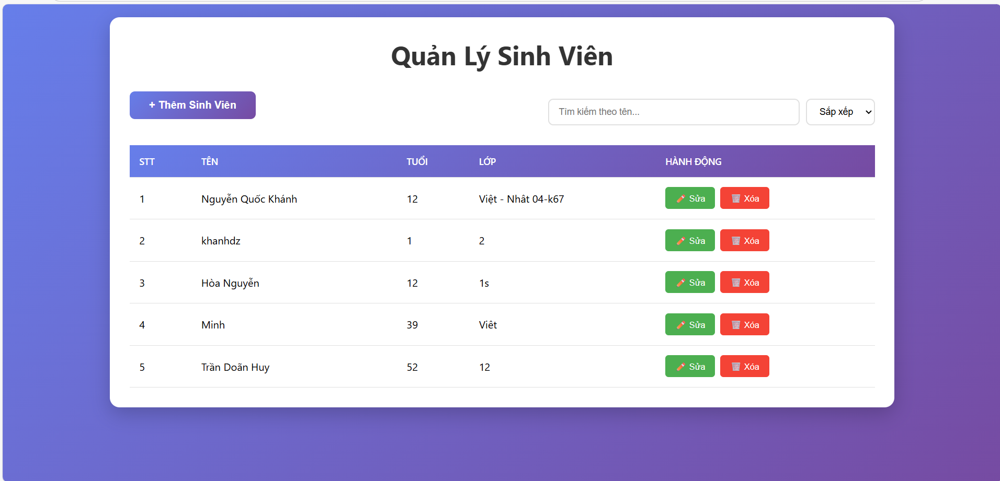 Quản Lý Sinh Viên
+ Thêm Sinh Viên
Tìm kiếm theo tên...
Sắp xếp
STT TÊN TUỔI LỚP HÀNH ĐỘNG
1 Nguyễn Quốc Khánh 12 Việt - Nhât 04-k67 Sửa Xóa
2 khanhdz 1 2 Sửa Xóa
3 Hòa Nguyễn 12 1s Sửa Xóa
4 Minh 39 Viêt Sửa Xóa
5 Trần Doãn Huy 52 12 Sửa Xóa